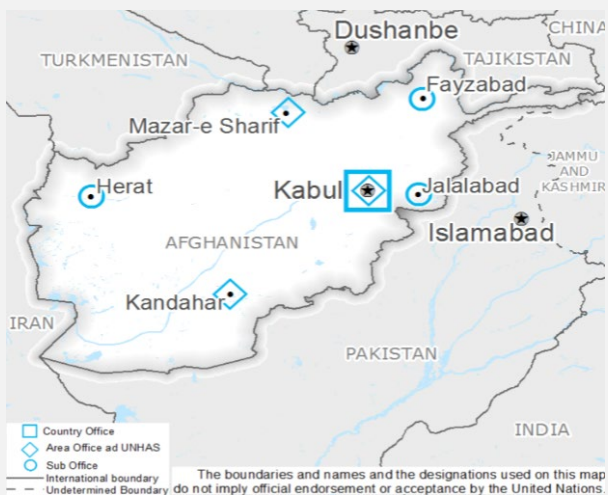 Dushanbe
CHINA
TURKMENISTAN
TAJIKISTAN
Fayzabad
Mazar-e Sharif
JAMMU
AND
KASHMIR
Herat
Kabul
Jalalabad
Islamabad
AFGHANISTAN
Kandahar
IRAN
PAKISTAN
INDIA
Country Office
Area Office ad UNHAS
Sub Office
International boundary
Undetermined Boundary
The boundaries and names and the designations used on this map
do not imply official endorsement or acceptance by the United Nations.